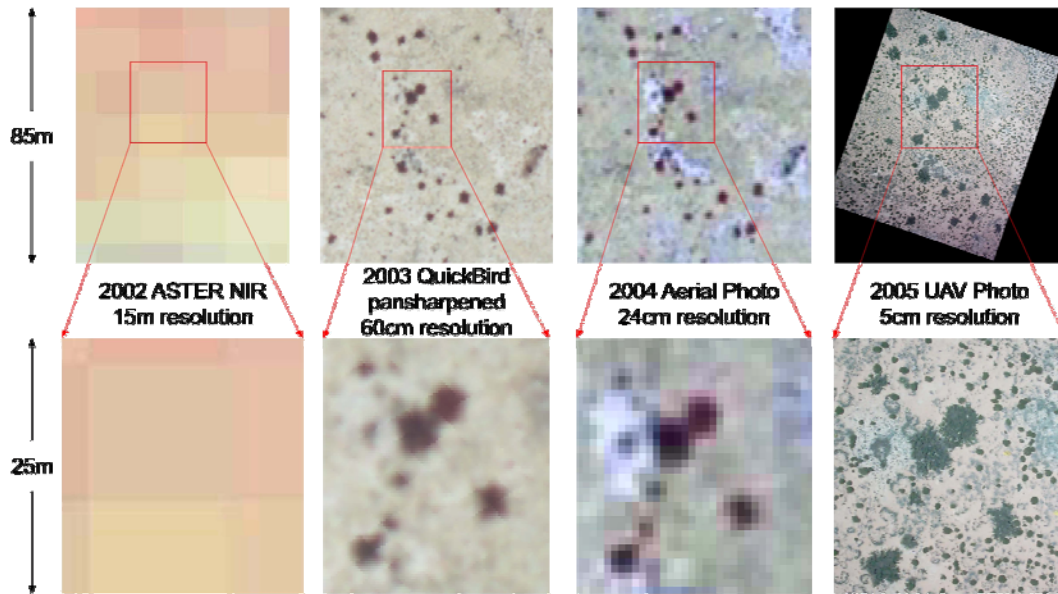 85m
2002 ASTER NIR
15m resolution
2003 QuickBird
pansharpened
60cm resolution
2004 Aerial Photo
24cm resolution
2005 UAV Photo
5cm resolution
25m